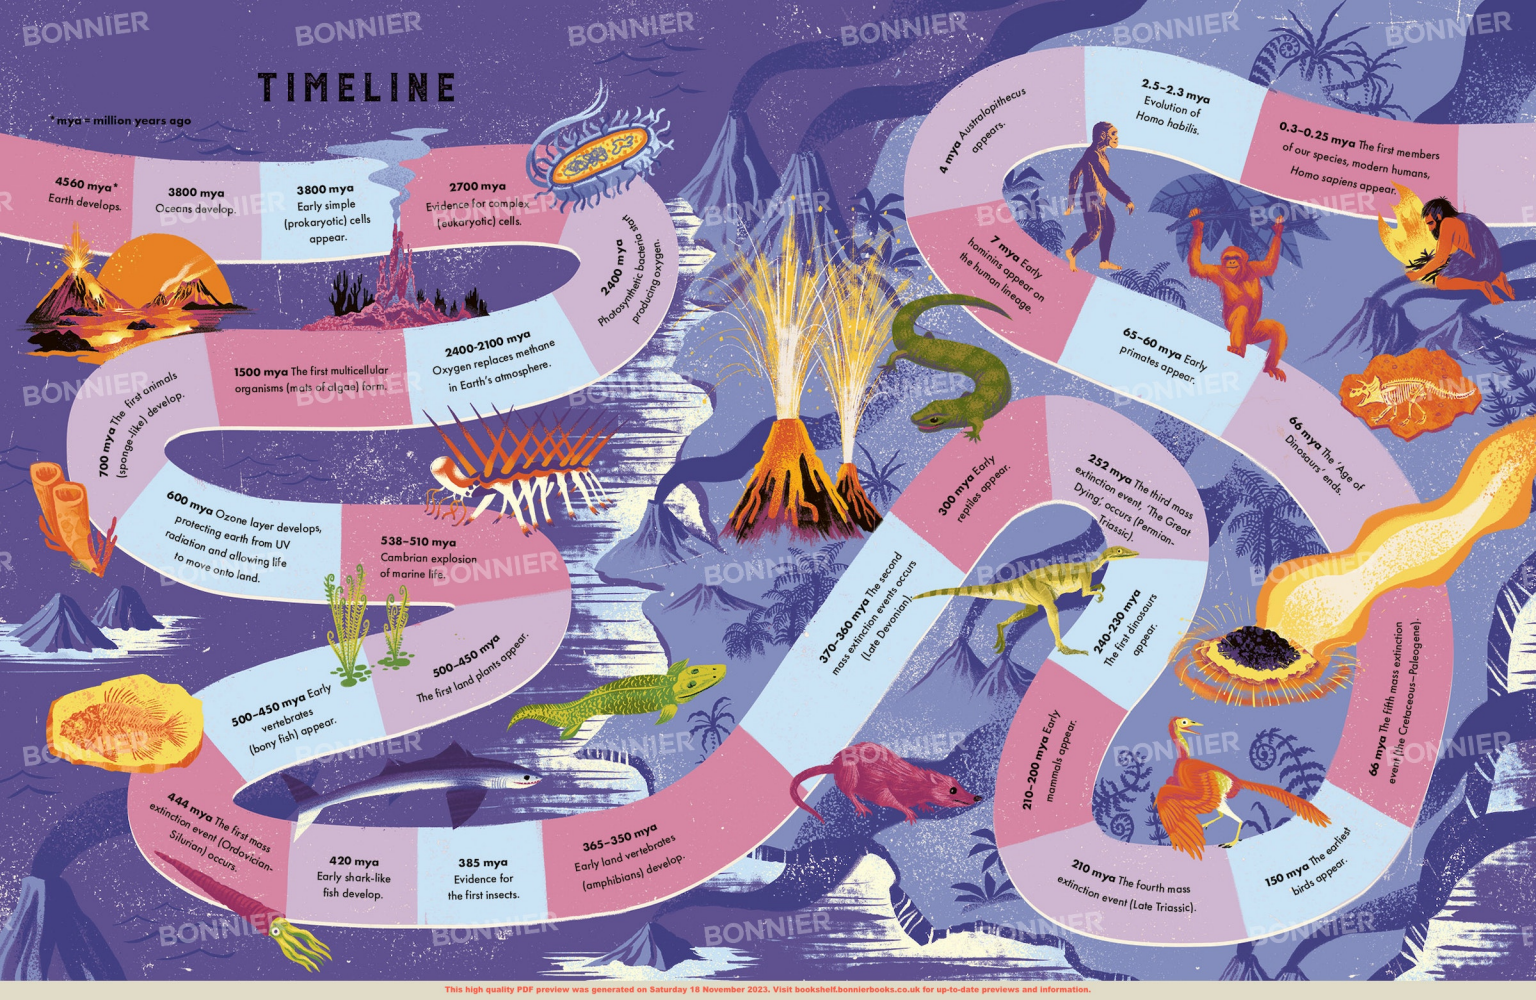 TIMELINE
* mya = million years ago
4560 mya*
Earth develops.
3800 mya
Oceans develop.
3800 mya
Early simple
(prokaryotic) cells
appear.
2700 mya
Evidence for complex
(eukaryotic) cells.
2400 mya
Photosynthetic bacteria start
producing oxygen.
2400-2100 mya
Oxygen replaces methane
in Earth's atmosphere.
1500 mya The first multicellular
organisms (mats of algae) form.
700 mya The first animals
(sponge-like) develop.
600 mya Ozone layer develops,
protecting earth from UV
radiation and allowing life
to move onto land.
538–510 mya
Cambrian explosion
of marine life.
500–450 mya
The first land plants appear.
500–450 mya Early
vertebrates
(bony fish) appear.
444 mya The first mass
extinction event (Ordovician-
Silurian) occurs.
420 mya
Early shark-like
fish develop.
385 mya
Evidence for
the first insects.
365–350 mya
Early land vertebrates
(amphibians) develop.
370–360 mya The second
mass extinction events occurs
(Late Devonian).
300 mya Early
reptiles appear.
252 mya The third mass
extinction event, 'The Great
Dying', occurs (Permian-
Triassic).
240-230 mya
The first dinosaurs
appear.
210–200 mya Early
mammals appear.
210 mya The fourth mass
extinction event (Late Triassic).
150 mya The earliest
birds appear.
66 mya The fifth mass extinction
event (the Cretaceous–Paleogene).
66 mya The 'Age of
Dinosaurs' ends.
65–60 mya Early
primates appear.
7 mya Early
hominins appear on
the human lineage.
4 mya Australopithecus
appears.
2.5–2.3 mya
Evolution of
Homo habilis.
0.3–0.25 mya The first members
of our species, modern humans,
Homo sapiens appear.
BONNIER BONNIER BONNIER BONNIER BONNIER BONNIER
This high quality PDF preview was generated on Saturday 18 November 2023. Visit bookshelf.bonnierbooks.co.uk for up-to-date previews and information.